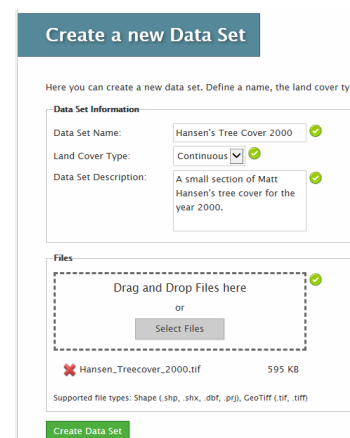 Create a new Data Set
Here you can create a new data set. Define a name, the land cover ty
Data Set Information
Data Set Name: Hansen's Tree Cover 2000
Land Cover Type: Continuous
Data Set Description: A small section of Matt
Hansen's tree cover for the
year 2000.
Files
Drag and Drop Files here
or
Select Files
Hansen_Treecover_2000.tif 595 KB
Supported file types: Shape (.shp, .shx, .dbf, .prj), GeoTiff (.tif, .tiff)
Create Data Set